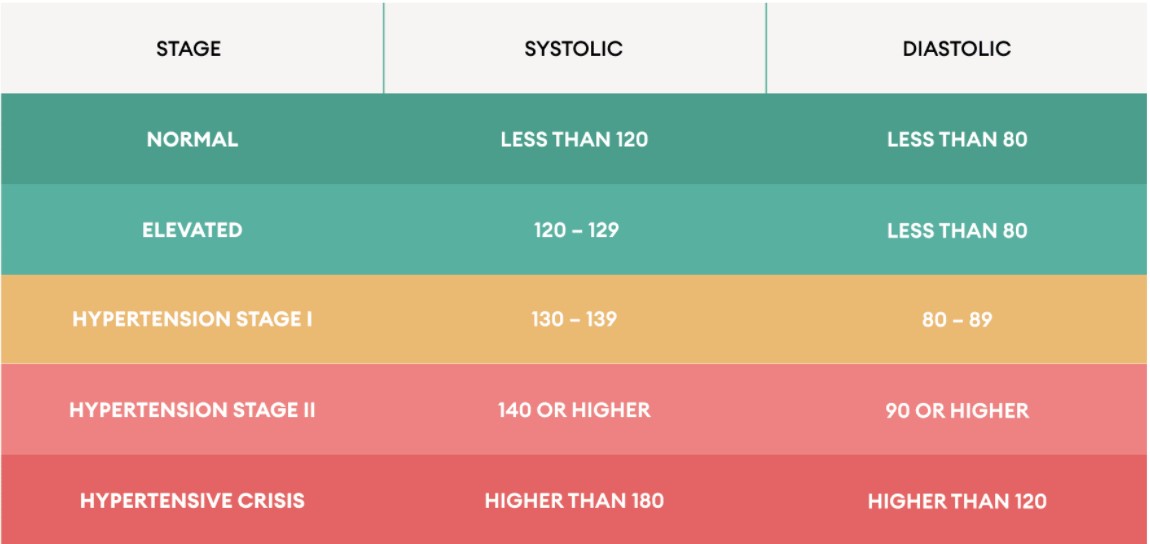 STAGE SYSTOLIC DIASTOLIC
NORMAL LESS THAN 120 LESS THAN 80
ELEVATED 120 – 129 LESS THAN 80
HYPERTENSION STAGE I 130 – 139 80 – 89
HYPERTENSION STAGE II 140 OR HIGHER 90 OR HIGHER
HYPERTENSIVE CRISIS HIGHER THAN 180 HIGHER THAN 120